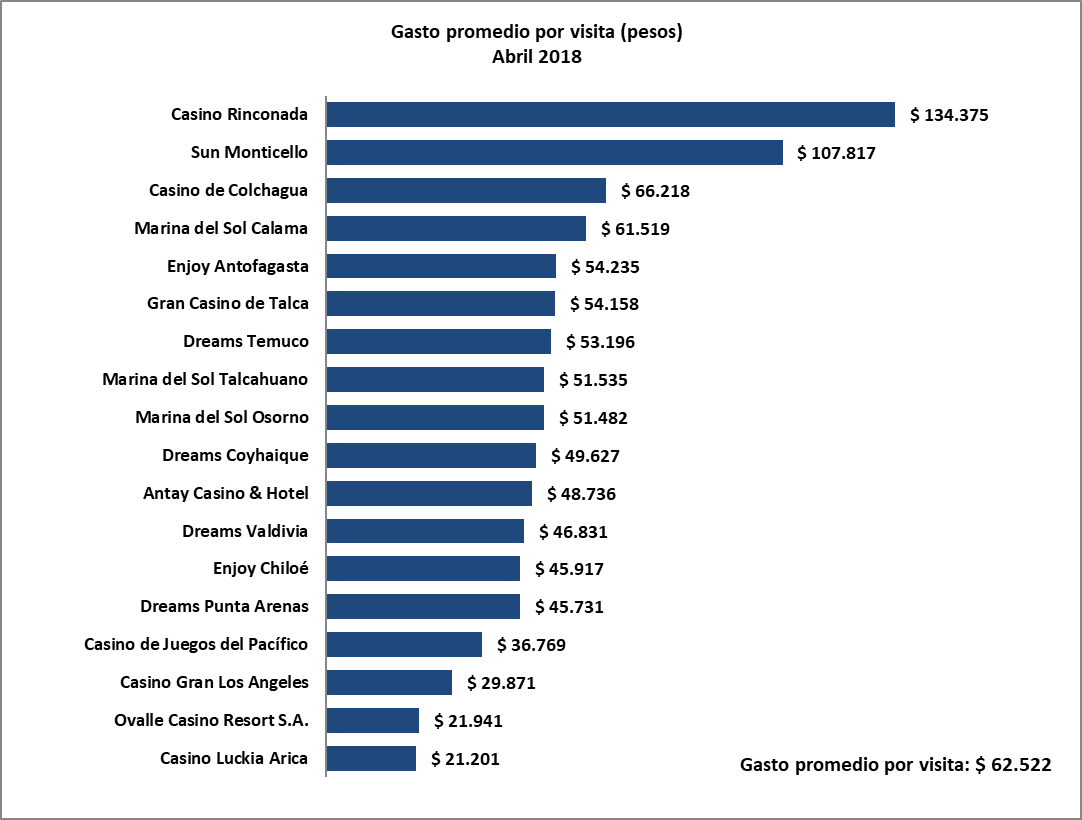 Gasto promedio por visita (pesos)
Abril 2018
Casino Rinconada $ 134.375
Sun Monticello $ 107.817
Casino de Colchagua $ 66.218
Marina del Sol Calama $ 61.519
Enjoy Antofagasta $ 54.235
Gran Casino de Talca $ 54.158
Dreams Temuco $ 53.196
Marina del Sol Talcahuano $ 51.535
Marina del Sol Osorno $ 51.482
Dreams Coyhaique $ 49.627
Antay Casino & Hotel $ 48.736
Dreams Valdivia $ 46.831
Enjoy Chiloé $ 45.917
Dreams Punta Arenas $ 45.731
Casino de Juegos del Pacífico $ 36.769
Casino Gran Los Angeles $ 29.871
Ovalle Casino Resort S.A. $ 21.941
Casino Luckia Arica $ 21.201
Gasto promedio por visita: $ 62.522